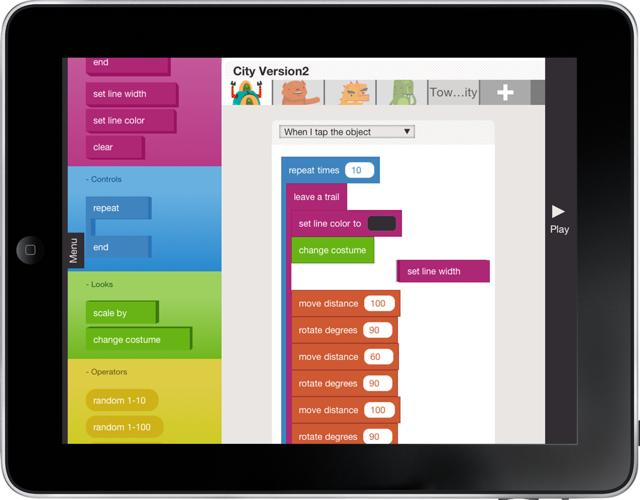 end
set line width
set line color
clear
- Controls
repeat
end
Menu
- Looks
scale by
change costume
- Operators
random 1-10
random 1-100
City Version2
Tow…ity
+
When I tap the object
repeat times 10
leave a trail
set line color to
change costume
set line width
move distance 100
rotate degrees 90
move distance 60
rotate degrees 90
move distance 100
rotate degrees 90
Play